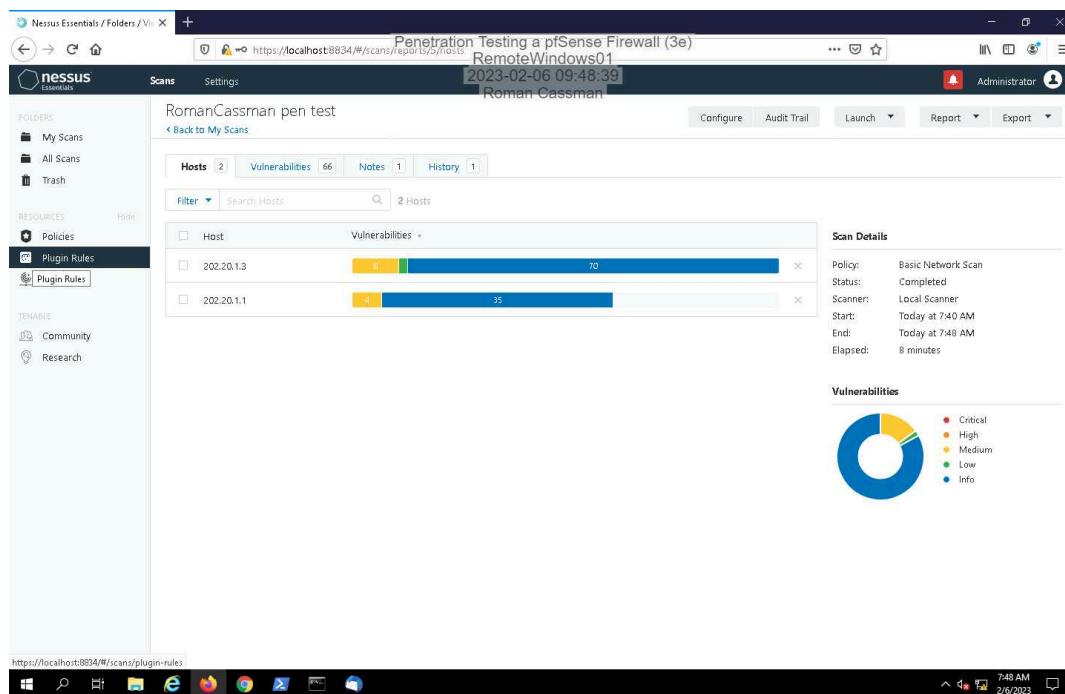 Nessus Essentials / Folders / Vi
https://localhost:8834/#/scans/reports/5/hosts
Penetration Testing a pfSense Firewall (3e)
RemoteWindows01
2023-02-06 09:48:39
Roman Cassman
nessus
Essentials
Scans
Settings
Administrator
FOLDERS
My Scans
All Scans
Trash
RESOURCES
Hide
Policies
Plugin Rules
Plugin Rules
TENABLE
Community
Research
RomanCassman pen test
< Back to My Scans
Configure
Audit Trail
Launch
Report
Export
Hosts 2
Vulnerabilities 66
Notes 1
History 1
Filter
Search Hosts
2 Hosts
Host
Vulnerabilities
202.20.1.3
70
202.20.1.1
4
35
Scan Details
Policy: Basic Network Scan
Status: Completed
Scanner: Local Scanner
Start: Today at 7:40 AM
End: Today at 7:48 AM
Elapsed: 8 minutes
Vulnerabilities
Critical
High
Medium
Low
Info
https://localhost:8834/#/scans/plugin-rules
7:48 AM
2/6/2023